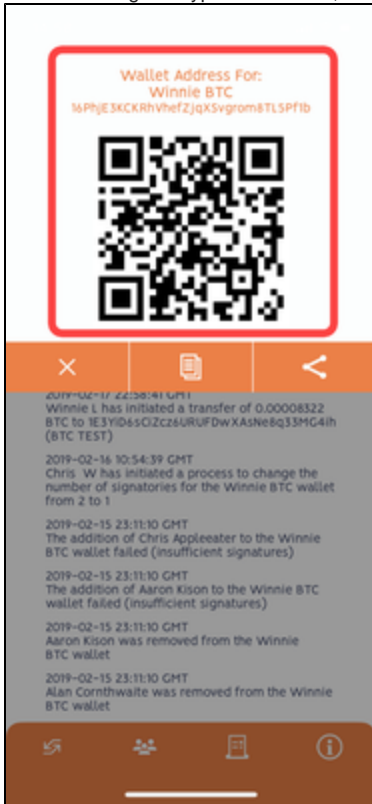 Wallet Address For:
Winnie BTC
2019-02-17 22:58:41 GMT
Winnie L has initiated a transfer of 0.00008322
BTC to 1E3YiD6sCiZcz6URUFDwXAsNe8q33MG4ih
(BTC TEST)
2019-02-16 10:54:39 GMT
Chris W has initiated a process to change the
number of signatories for the Winnie BTC wallet
from 2 to 1
2019-02-15 23:11:10 GMT
The addition of Chris Appleeater to the Winnie
BTC wallet failed (insufficient signatures)
2019-02-15 23:11:10 GMT
The addition of Aaron Kison to the Winnie BTC
wallet failed (insufficient signatures)
2019-02-15 23:11:10 GMT
Aaron Kison was removed from the Winnie
BTC wallet
2019-02-15 23:11:10 GMT
Alan Cornthwaite was removed from the Winnie
BTC wallet